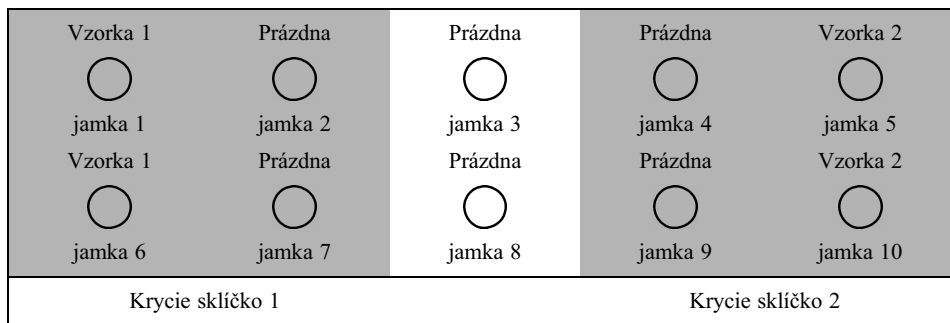 Vzorka 1 Prázdna Prázdna Prázdna Vzorka 2
jamka 1 jamka 2 jamka 3 jamka 4 jamka 5
Vzorka 1 Prázdna Prázdna Prázdna Vzorka 2
jamka 6 jamka 7 jamka 8 jamka 9 jamka 10
Krycie sklíčko 1 Krycie sklíčko 2